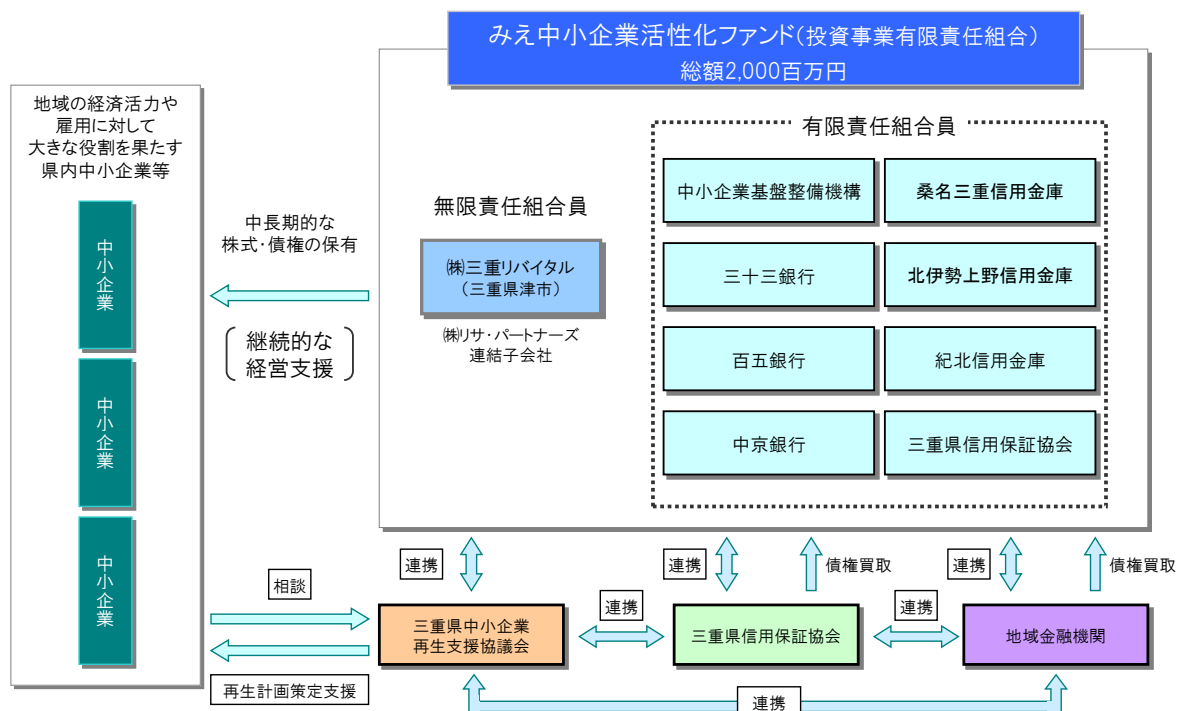 みえ中小企業活性化ファンド(投資事業有限責任組合)
総額2,000百万円
地域の経済活力や
雇用に対して
大きな役割を果たす
県内中小企業等
中小企業
中小企業
中小企業
中長期的な
株式・債権の保有
継続的な
経営支援
無限責任組合員
㈱三重リバイタル
(三重県津市)
㈱リサ・パートナーズ
連結子会社
有限責任組合員
中小企業基盤整備機構
桑名三重信用金庫
三十三銀行
北伊勢上野信用金庫
百五銀行
紀北信用金庫
中京銀行
三重県信用保証協会
連携
連携
債権買取
連携
債権買取
相談
三重県中小企業
再生支援協議会
連携
三重県信用保証協会
連携
地域金融機関
再生計画策定支援
連携